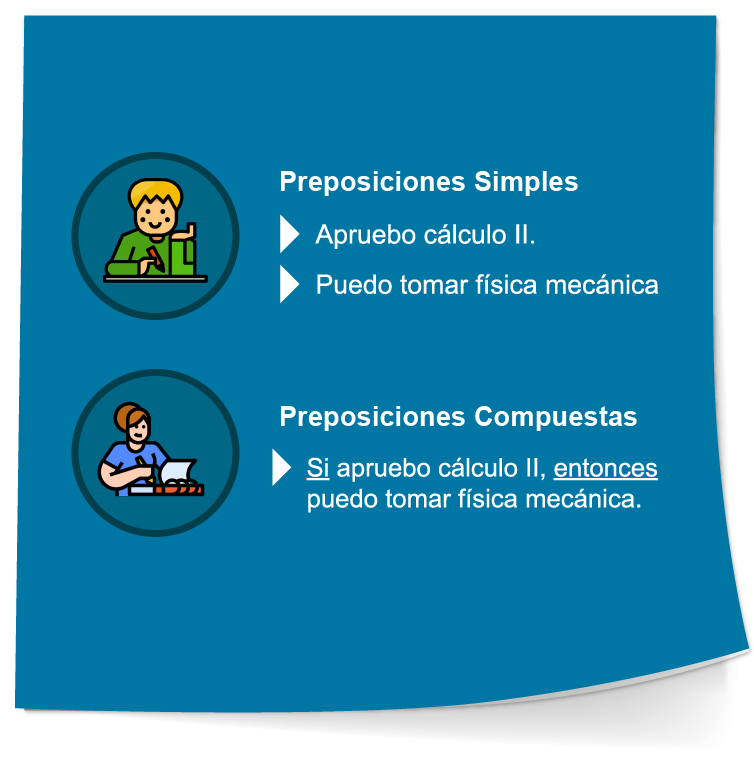 Preposiciones Simples
Apruebo cálculo II.
Puedo tomar física mecánica
Preposiciones Compuestas
Si apruebo cálculo II, entonces
puedo tomar física mecánica.